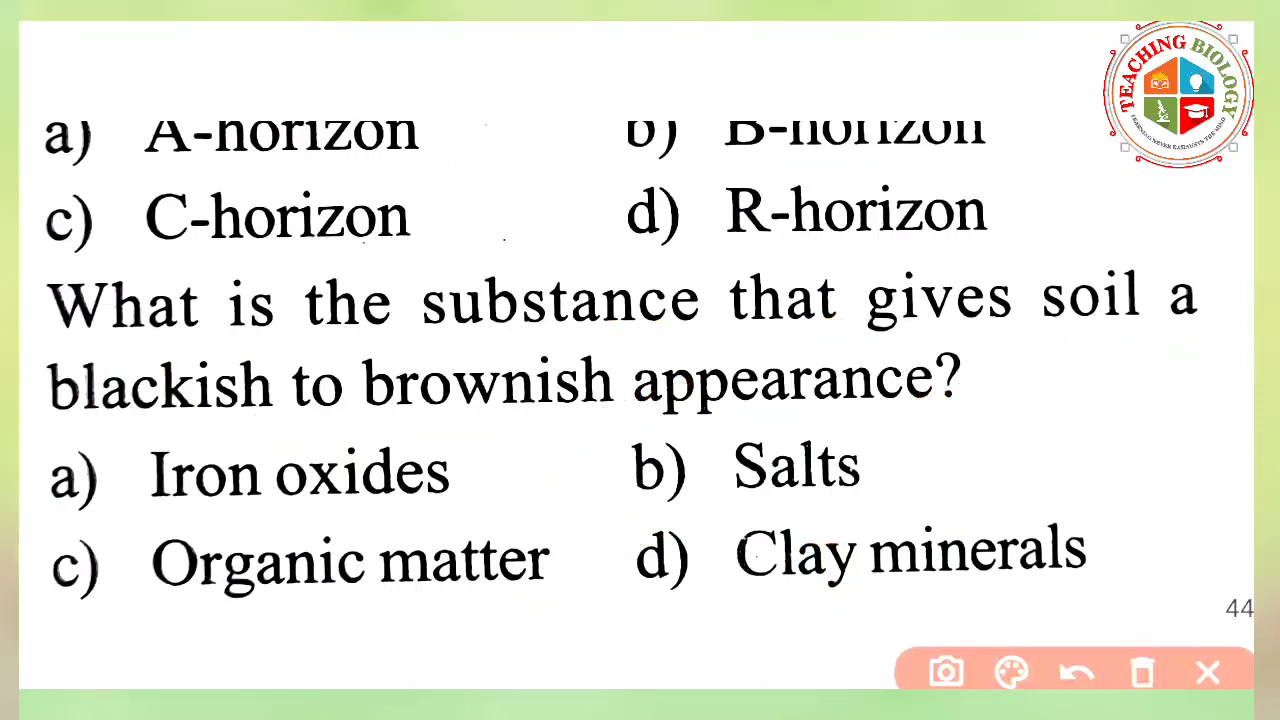 TEACHING BIOLOGY
a) A-horizon b) B-horizon
c) C-horizon d) R-horizon
What is the substance that gives soil a
blackish to brownish appearance?
a) Iron oxides b) Salts
c) Organic matter d) Clay minerals
44